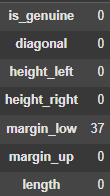 is_genuine 0
diagonal 0
height_left 0
height_right 0
margin_low 37
margin_up 0
length 0